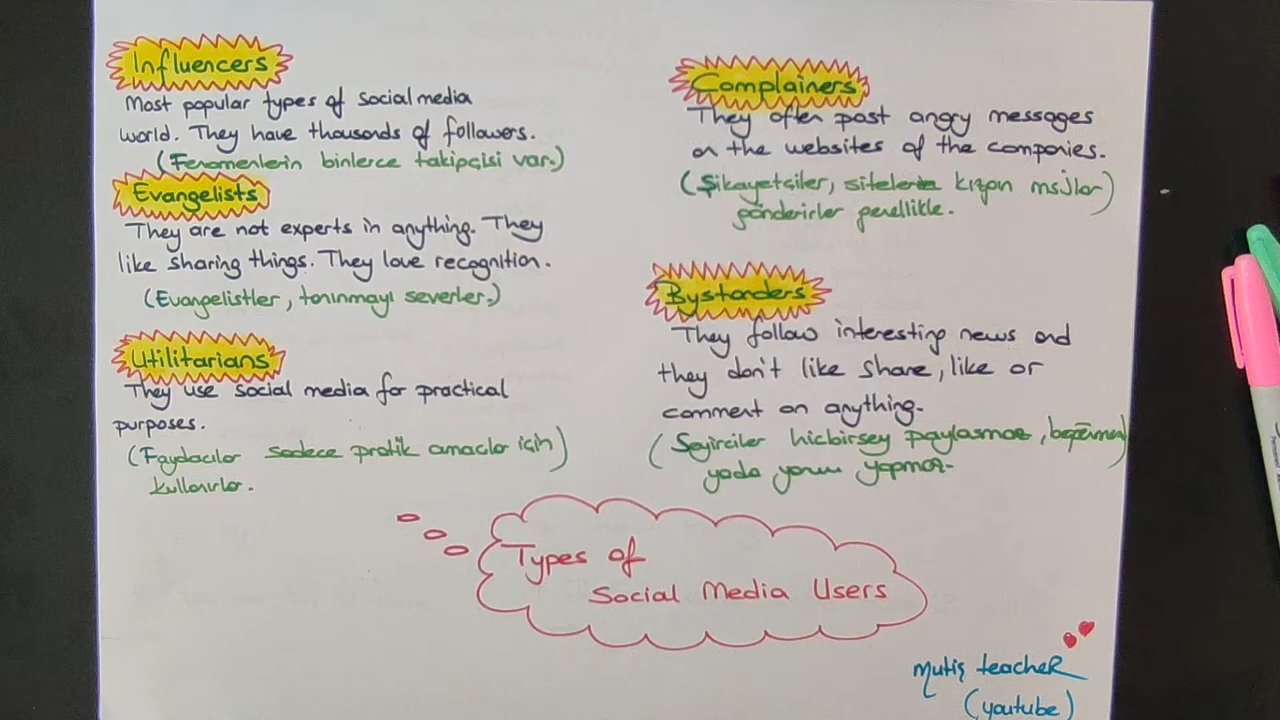 Influencers
Most popular types of social media
world. They have thousands of followers.
(Fenomenlerin binlerce takipçisi var.)
Evangelists
They are not experts in anything. They
like sharing things. They love recognition.
(Evangelistler, tanınmayı severler.)
Utilitarians
They use social media for practical
purposes.
(Faydacılar sadece pratik amaçlar için)
kullanırlar.
Complainers
They often post angry messages
on the websites of the companies.
(Şikayetçiler, sitelere kızgın msjlar)
gönderirler genellikle.
Bystanders
They follow interesting news and
they don't like share, like or
comment on anything.
(Seyirciler hicbirsey paylasmaz, beğenmez)
yada yorum yapmaz.
Types of
Social Media Users
mutiş teacher
(youtube)